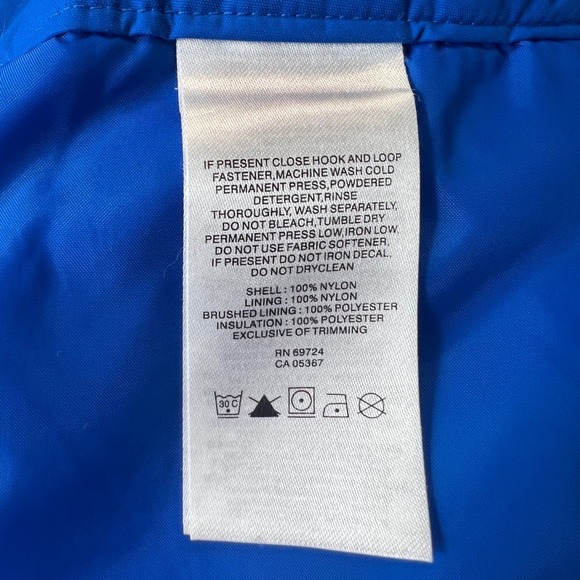 IF PRESENT CLOSE HOOK AND LOOP
FASTENER,MACHINE WASH COLD
PERMANENT PRESS,POWDERED
DETERGENT,RINSE
THOROUGHLY, WASH SEPARATELY,
DO NOT BLEACH,TUMBLE DRY
PERMANENT PRESS LOW,IRON LOW,
DO NOT USE FABRIC SOFTENER,
IF PRESENT DO NOT IRON DECAL,
DO NOT DRYCLEAN
SHELL : 100% NYLON
LINING : 100% NYLON
BRUSHED LINING : 100% POLYESTER
INSULATION : 100% POLYESTER
EXCLUSIVE OF TRIMMING
RN 69724
CA 05367
30 C